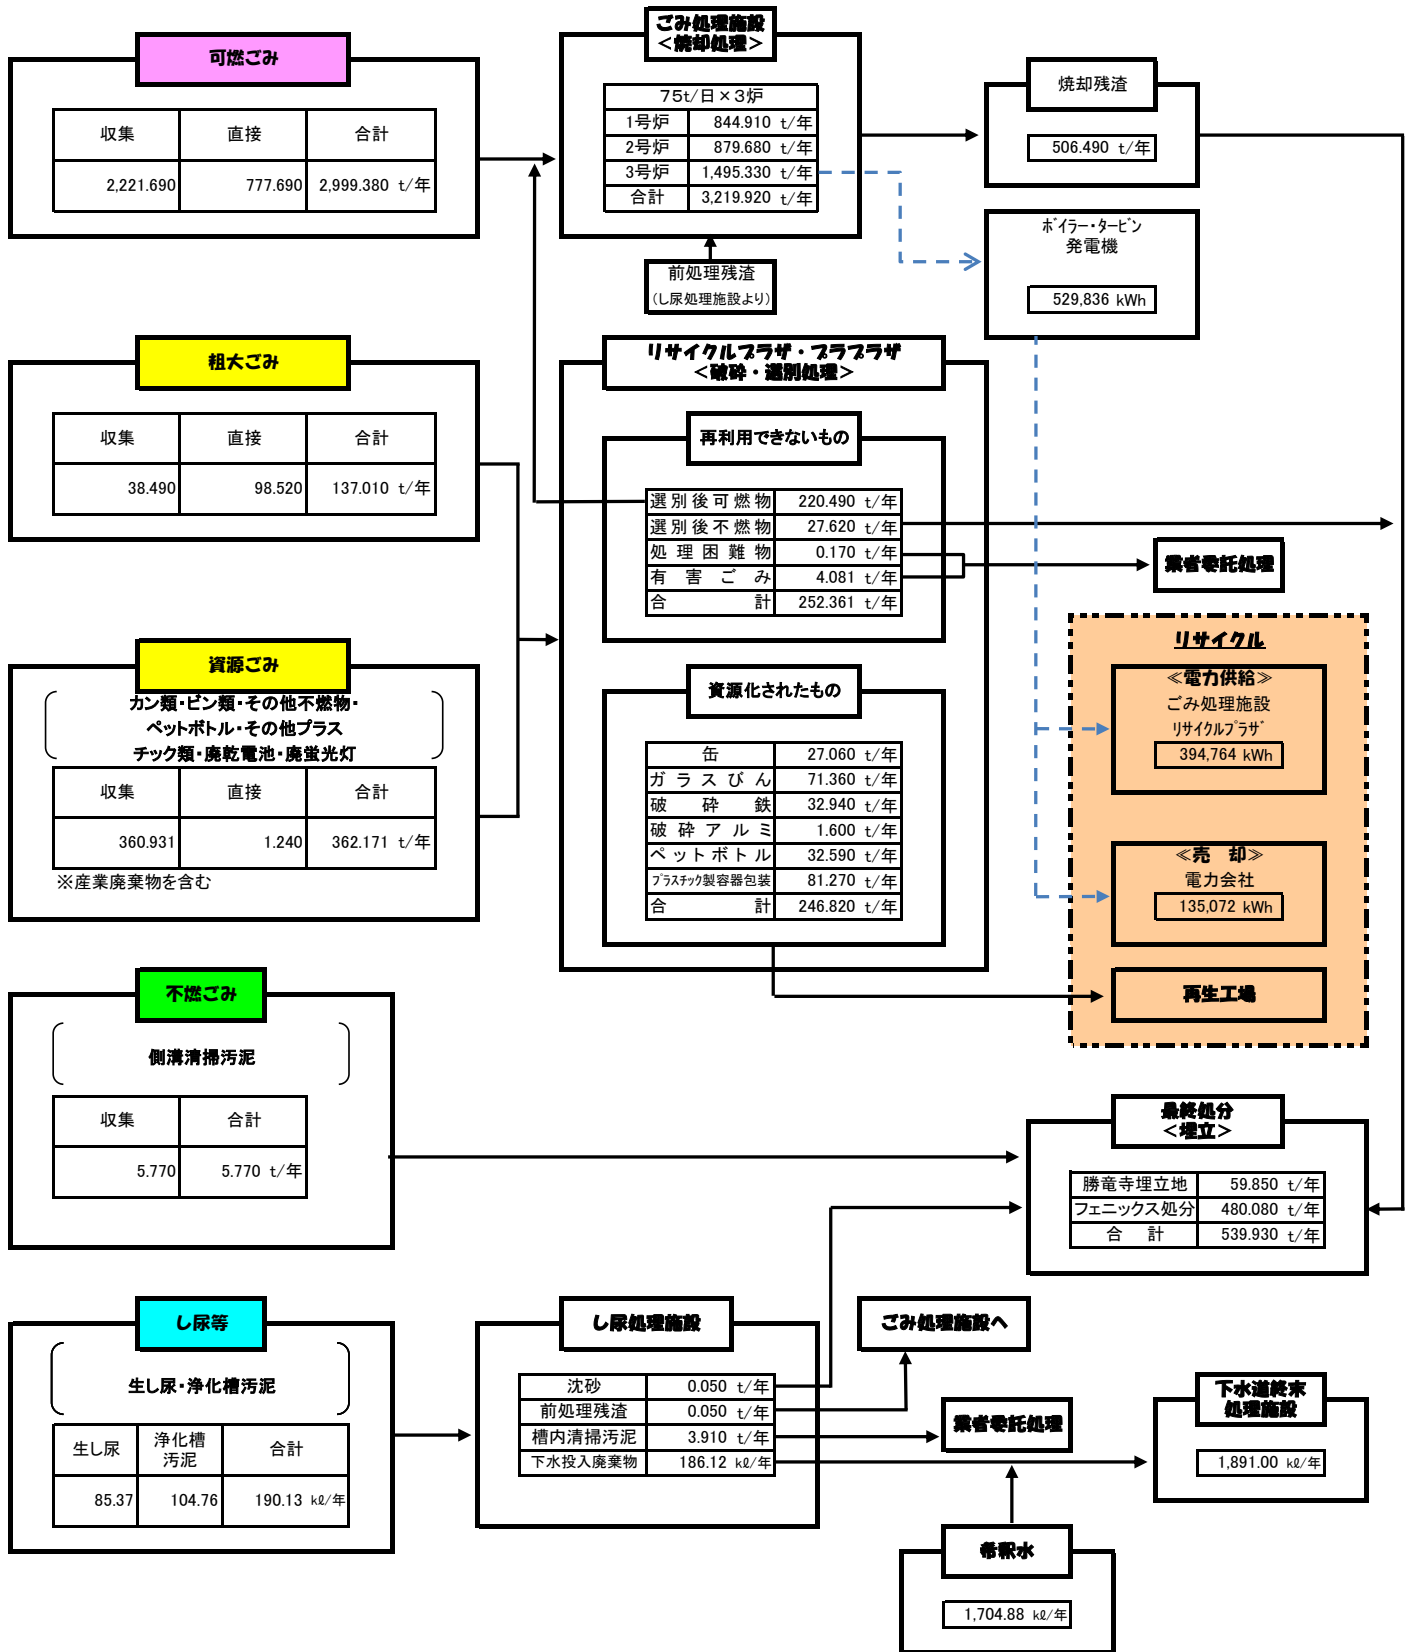 可燃ごみ
収集 直接 合計
2,221.690 777.690 2,999.380 t/年
ごみ処理施設
＜焼却処理＞
75t/日×3炉
1号炉 844.910 t/年
2号炉 879.680 t/年
3号炉 1,495.330 t/年
合計 3,219.920 t/年
前処理残渣
(し尿処理施設より)
焼却残渣
506.490 t/年
ボイラー・タービン
発電機
529,836 kWh
粗大ごみ
収集 直接 合計
38.490 98.520 137.010 t/年
資源ごみ
カン類・ビン類・その他不燃物・
ペットボトル・その他プラス
チック類・廃乾電池・廃蛍光灯
収集 直接 合計
360.931 1.240 362.171 t/年
※産業廃棄物を含む
リサイクルプラザ・プラプラザ
＜破砕・選別処理＞
再利用できないもの
選別後可燃物 220.490 t/年
選別後不燃物 27.620 t/年
処理困難物 0.170 t/年
有害ごみ 4.081 t/年
合計 252.361 t/年
資源化されたもの
缶 27.060 t/年
ガラスびん 71.360 t/年
破砕鉄 32.940 t/年
破砕アルミ 1.600 t/年
ペットボトル 32.590 t/年
プラスチック製容器包装 81.270 t/年
合計 246.820 t/年
業者委託処理
リサイクル
≪電力供給≫
ごみ処理施設
リサイクルプラザ
394,764 kWh
≪売 却≫
電力会社
135,072 kWh
再生工場
不燃ごみ
側溝清掃汚泥
収集 合計
5.770 5.770 t/年
最終処分
＜埋立＞
勝竜寺埋立地 59.850 t/年
フェニックス処分 480.080 t/年
合 計 539.930 t/年
し尿等
生し尿・浄化槽汚泥
生し尿 浄化槽
汚泥 合計
85.37 104.76 190.13 kℓ/年
し尿処理施設
沈砂 0.050 t/年
前処理残渣 0.050 t/年
槽内清掃汚泥 3.910 t/年
下水投入廃棄物 186.12 kℓ/年
ごみ処理施設へ
業者委託処理
下水道終末
処理施設
1,891.00 kℓ/年
希釈水
1,704.88 kℓ/年